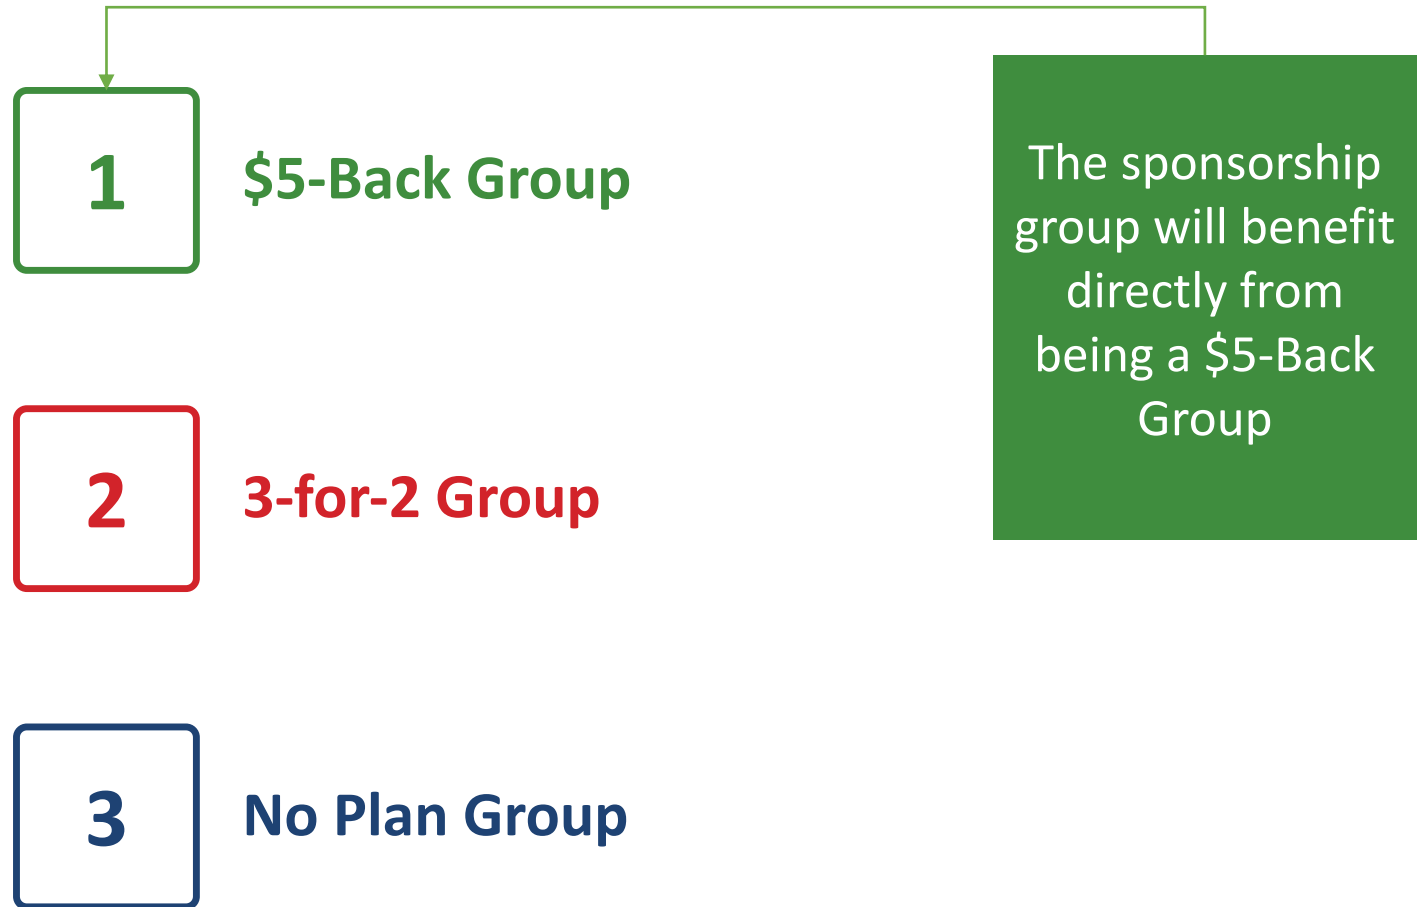 1
$5-Back Group
The sponsorship
group will benefit
directly from
being a $5-Back
Group
2
3-for-2 Group
3
No Plan Group